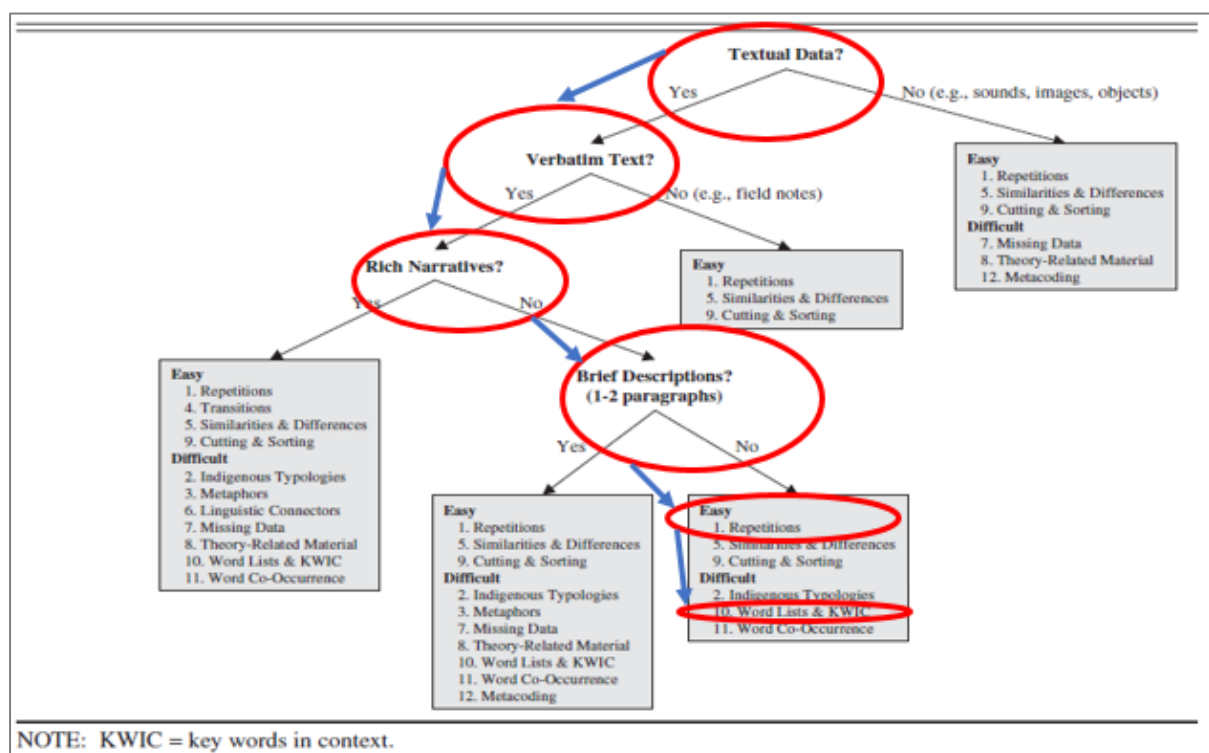 Textual Data?
Yes
No (e.g., sounds, images, objects)
Verbatim Text?
Yes
No (e.g., field notes)
Easy
1. Repetitions
5. Similarities & Differences
9. Cutting & Sorting
Difficult
7. Missing Data
8. Theory-Related Material
12. Metacoding
Rich Narratives?
Yes
No
Easy
1. Repetitions
5. Similarities & Differences
9. Cutting & Sorting
Easy
1. Repetitions
4. Transitions
5. Similarities & Differences
9. Cutting & Sorting
Difficult
2. Indigenous Typologies
3. Metaphors
6. Linguistic Connectors
7. Missing Data
8. Theory-Related Material
10. Word Lists & KWIC
11. Word Co-Occurrence
Brief Descriptions?
(1-2 paragraphs)
Yes
No
Easy
1. Repetitions
5. Similarities & Differences
9. Cutting & Sorting
Difficult
2. Indigenous Typologies
3. Metaphors
7. Missing Data
8. Theory-Related Material
10. Word Lists & KWIC
11. Word Co-Occurrence
12. Metacoding
Easy
1. Repetitions
5. Similarities & Differences
9. Cutting & Sorting
Difficult
2. Indigenous Typologies
10. Word Lists & KWIC
11. Word Co-Occurrence
NOTE: KWIC = key words in context.